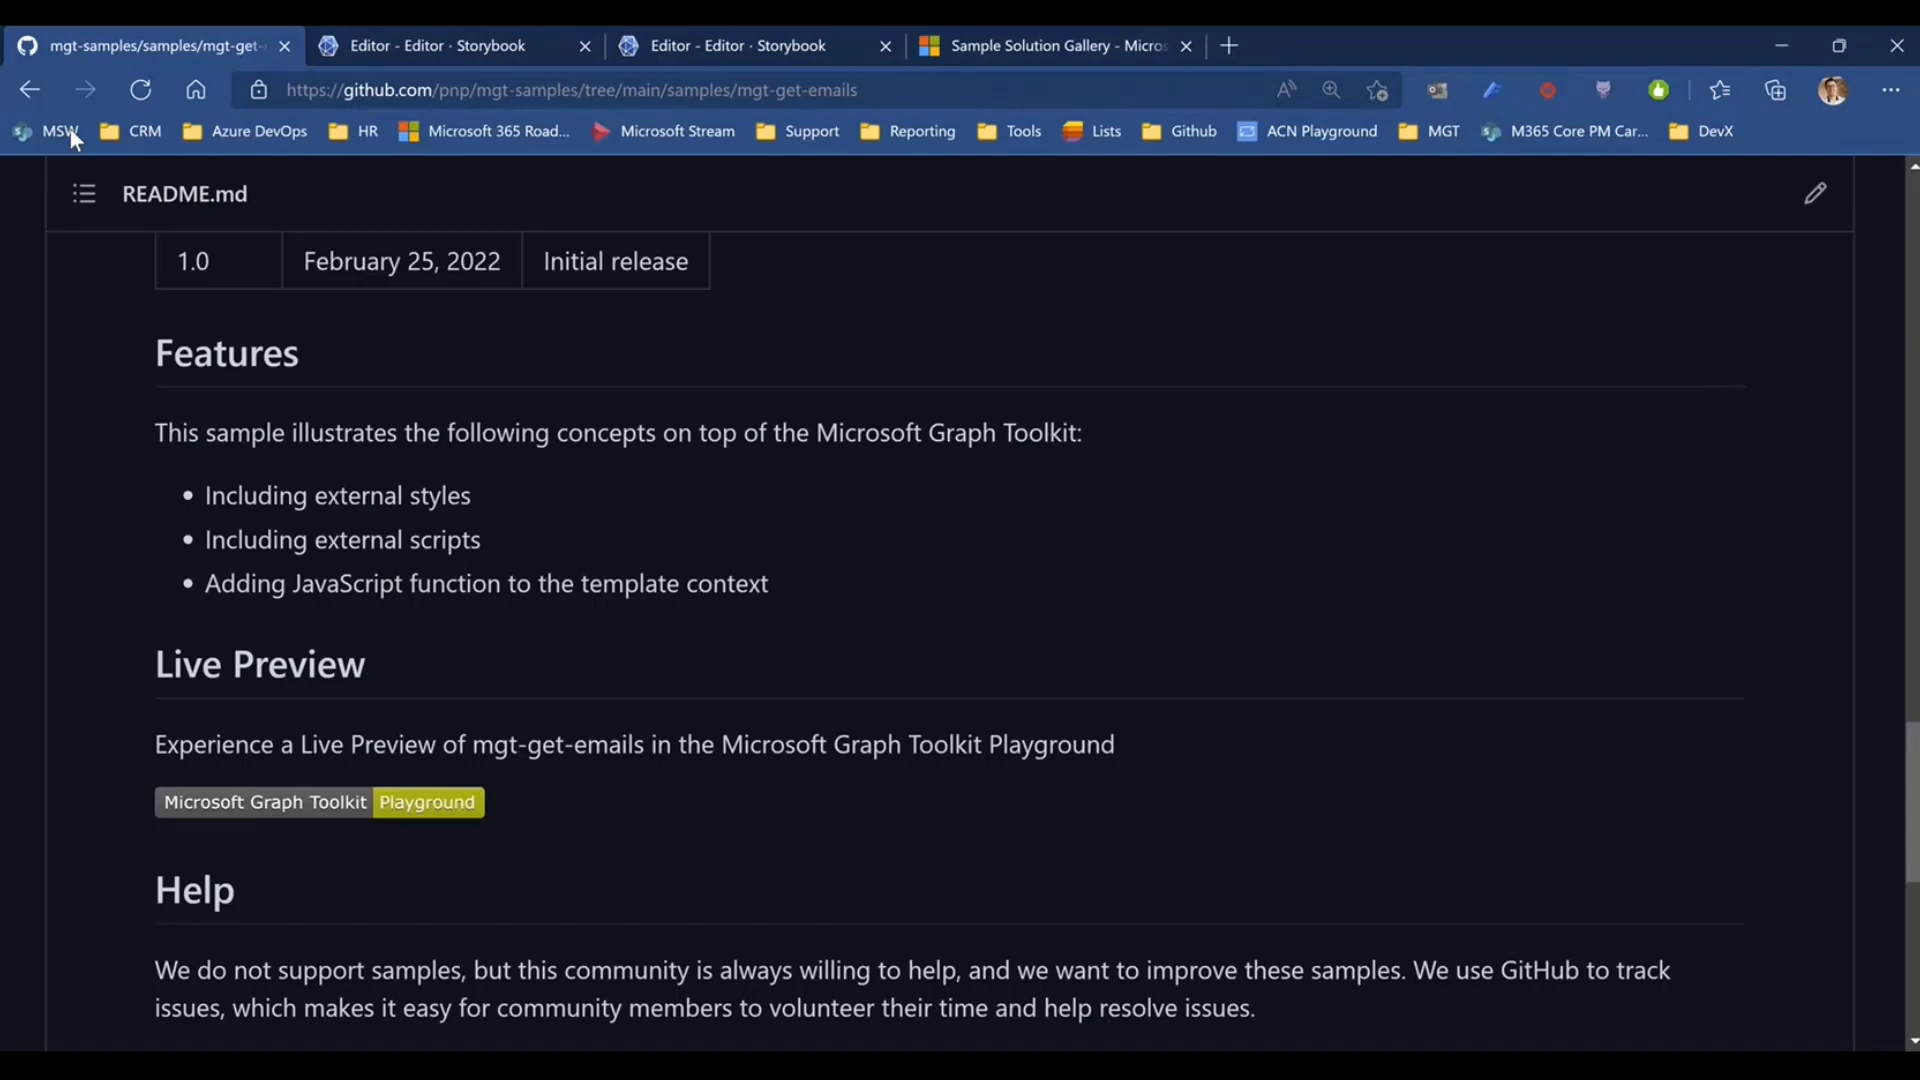 mgt-samples/samples/mgt-get-
Editor - Editor · Storybook
Editor - Editor · Storybook
Sample Solution Gallery - Micros
https://github.com/pnp/mgt-samples/tree/main/samples/mgt-get-emails
MSW
CRM
Azure DevOps
HR
Microsoft 365 Road...
Microsoft Stream
Support
Reporting
Tools
Lists
Github
ACN Playground
MGT
M365 Core PM Car...
DevX
README.md
1.0 February 25, 2022 Initial release
Features
This sample illustrates the following concepts on top of the Microsoft Graph Toolkit:
• Including external styles
• Including external scripts
• Adding JavaScript function to the template context
Live Preview
Experience a Live Preview of mgt-get-emails in the Microsoft Graph Toolkit Playground
Microsoft Graph Toolkit Playground
Help
We do not support samples, but this community is always willing to help, and we want to improve these samples. We use GitHub to track
issues, which makes it easy for community members to volunteer their time and help resolve issues.